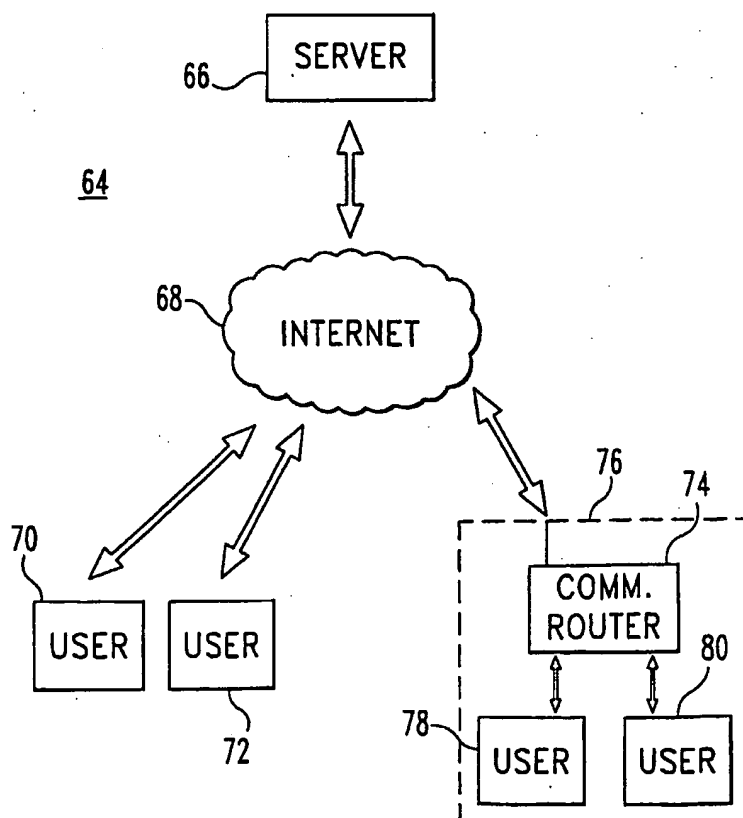 SERVER
66
64
68
INTERNET
76
74
70
COMM.
ROUTER
USER
USER
80
78
72
USER
USER